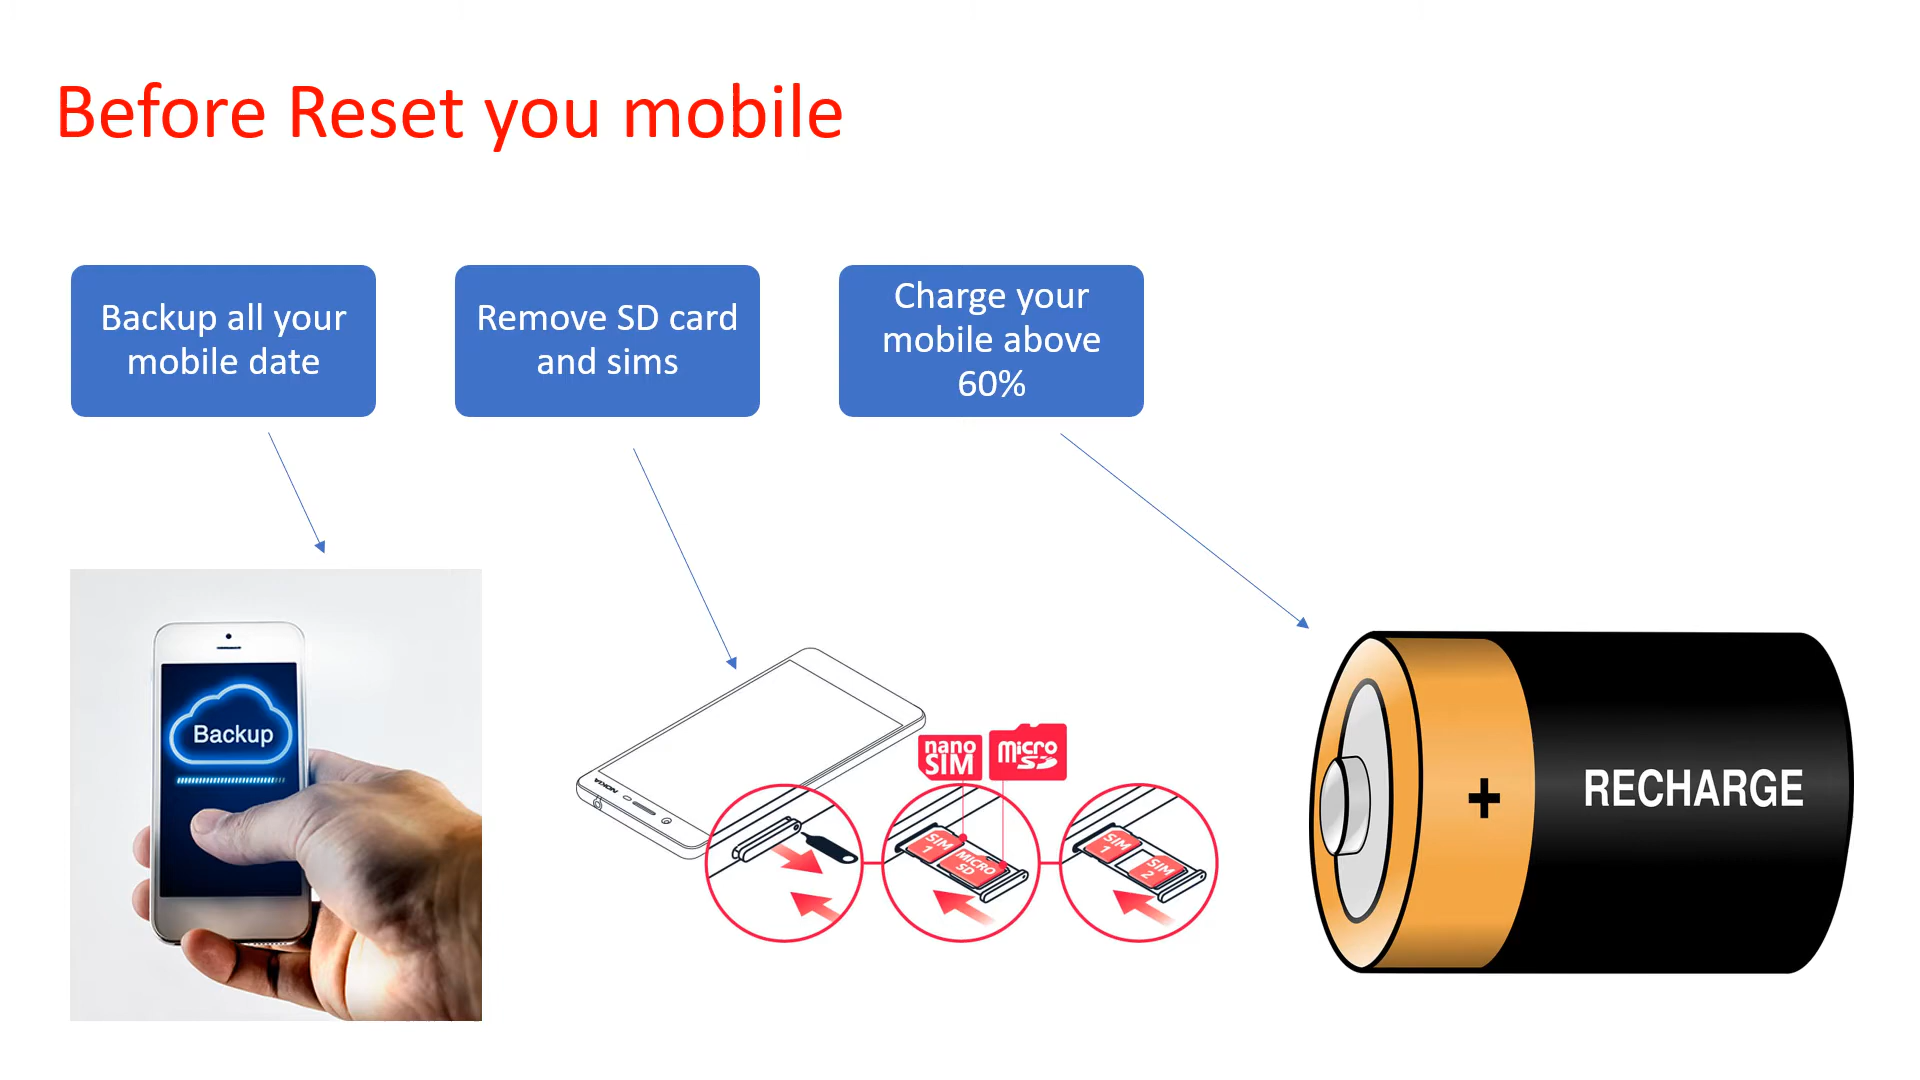 Before Reset you mobile
Backup all your
mobile date
Remove SD card
and sims
Charge your
mobile above
60%
Backup
NOKIA
nano
SIM
micro
SD
SIM
1
MICRO
SD
SIM
1
SIM
2
+
RECHARGE